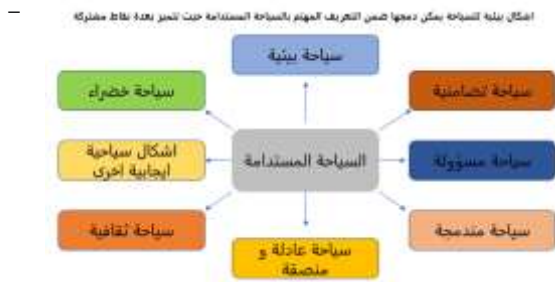 اشكال بيئية للسياحة يمكن دمجها ضمن التعريف المهتم بالسياحة المستدامة حيث تتميز بعدة نقاط مشتركة
سياحة بيئية
سياحة تضامنية
سياحة خضراء
السياحة المستدامة
سياحة مسؤولة
اشكال سياحية
ايجابية اخرى
سياحة مندمجة
سياحة ثقافية
سياحة عادلة و
منصفة